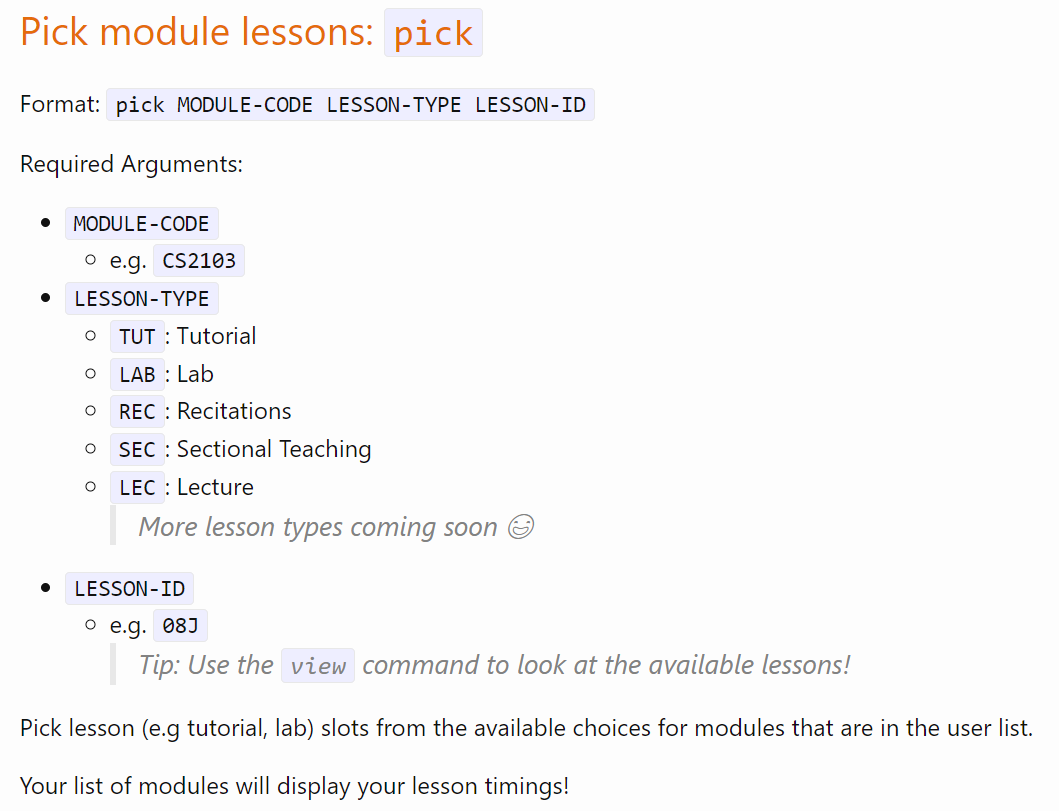 Pick module lessons: pick
Format: pick MODULE-CODE LESSON-TYPE LESSON-ID
Required Arguments:
MODULE-CODE
e.g. CS2103
LESSON-TYPE
TUT : Tutorial
LAB : Lab
REC : Recitations
SEC : Sectional Teaching
LEC : Lecture
More lesson types coming soon 😄
LESSON-ID
e.g. 08J
Tip: Use the view command to look at the available lessons!
Pick lesson (e.g tutorial, lab) slots from the available choices for modules that are in the user list.
Your list of modules will display your lesson timings!